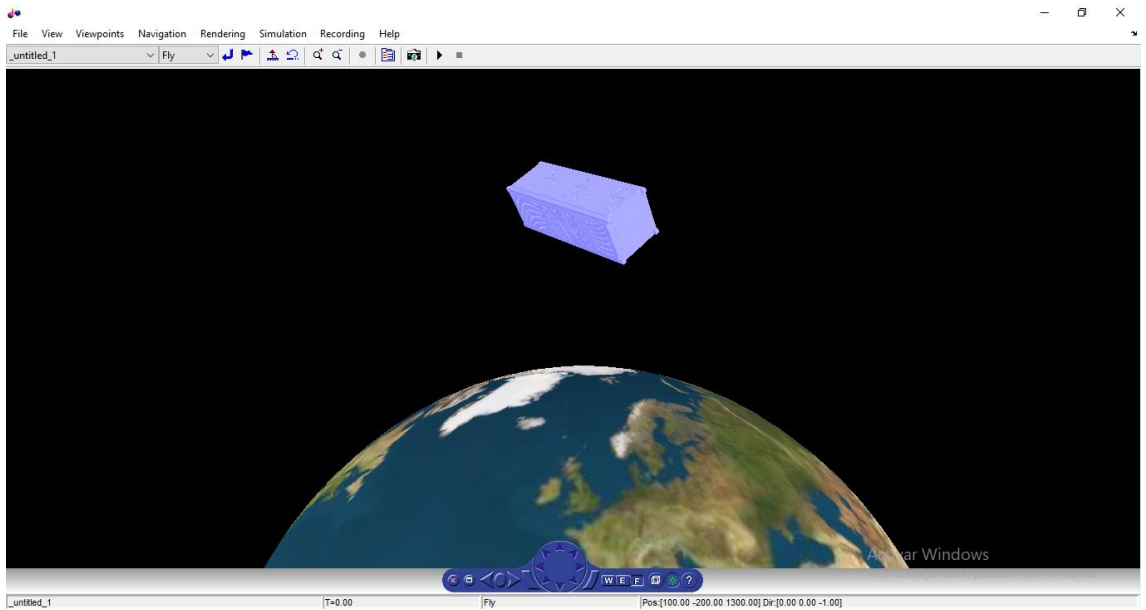 File View Viewpoints Navigation Rendering Simulation Recording Help
_untitled_1 Fly
Windows
W E F ?
_untitled_1 T=0.00 Fly Pos:[100.00 -200.00 1300.00] Dir:[0.00 0.00 -1.00]